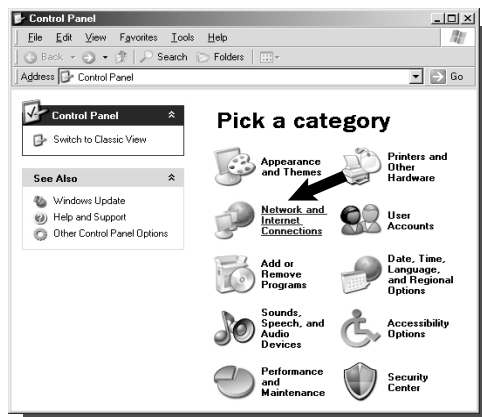 Control Panel
File Edit View Favorites Tools Help
Back Search Folders
Address Control Panel Go
Control Panel
Switch to Classic View
See Also
Windows Update
Help and Support
Other Control Panel Options
Pick a category
Appearance
and Themes
Printers and
Other
Hardware
Network and
Internet
Connections
User
Accounts
Add or
Remove
Programs
Date, Time,
Language,
and Regional
Options
Sounds,
Speech, and
Audio
Devices
Accessibility
Options
Performance
and
Maintenance
Security
Center